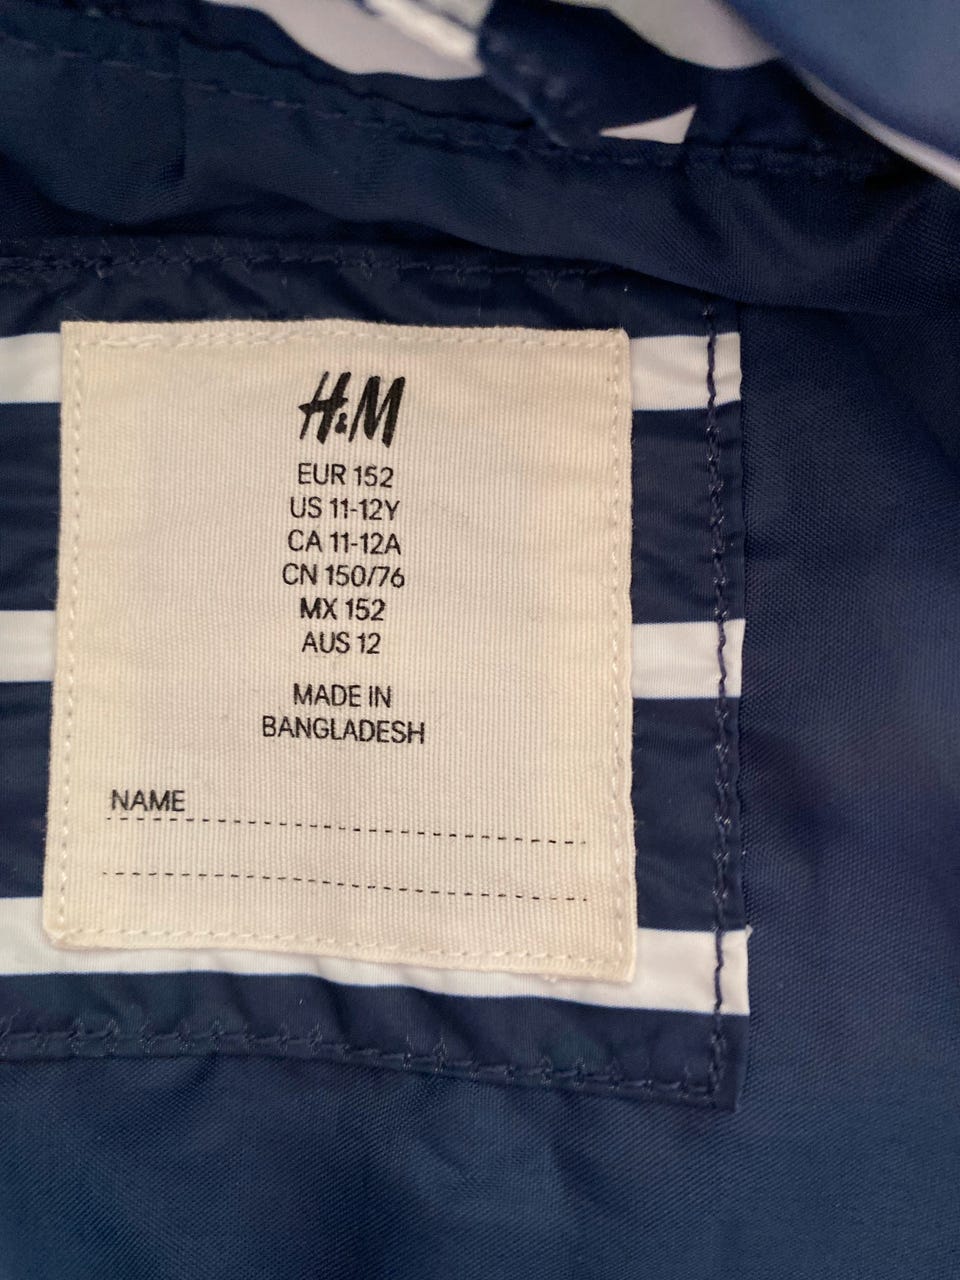 H&M
EUR 152
US 11-12Y
CA 11-12A
CN 150/76
MX 152
AUS 12
MADE IN
BANGLADESH
NAME